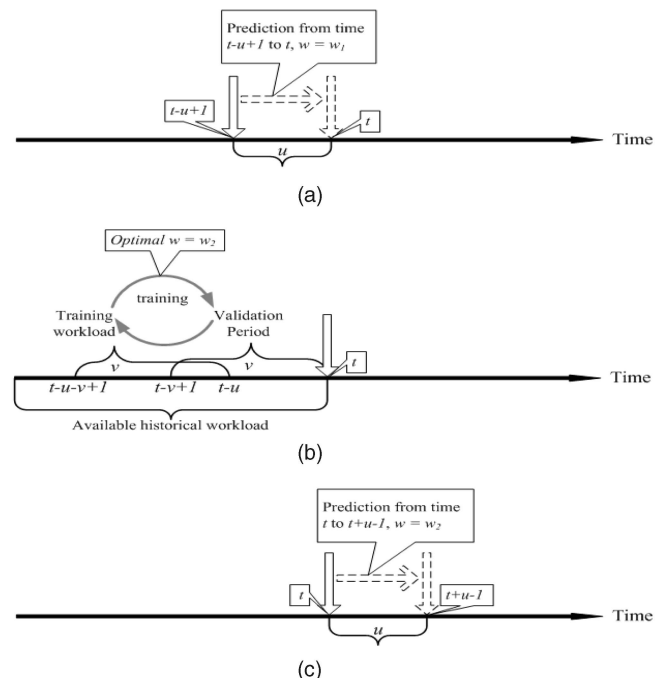 Prediction from time
t-u+1 to t, w = w1
t-u+1
t
u
Time
(a)
Optimal w = w2
training
Training
workload
Validation
Period
v
v
t
t-u-v+1
t-v+1
t-u
Time
Available historical workload
(b)
Prediction from time
t to t+u-1, w = w2
t
t+u-1
u
Time
(c)